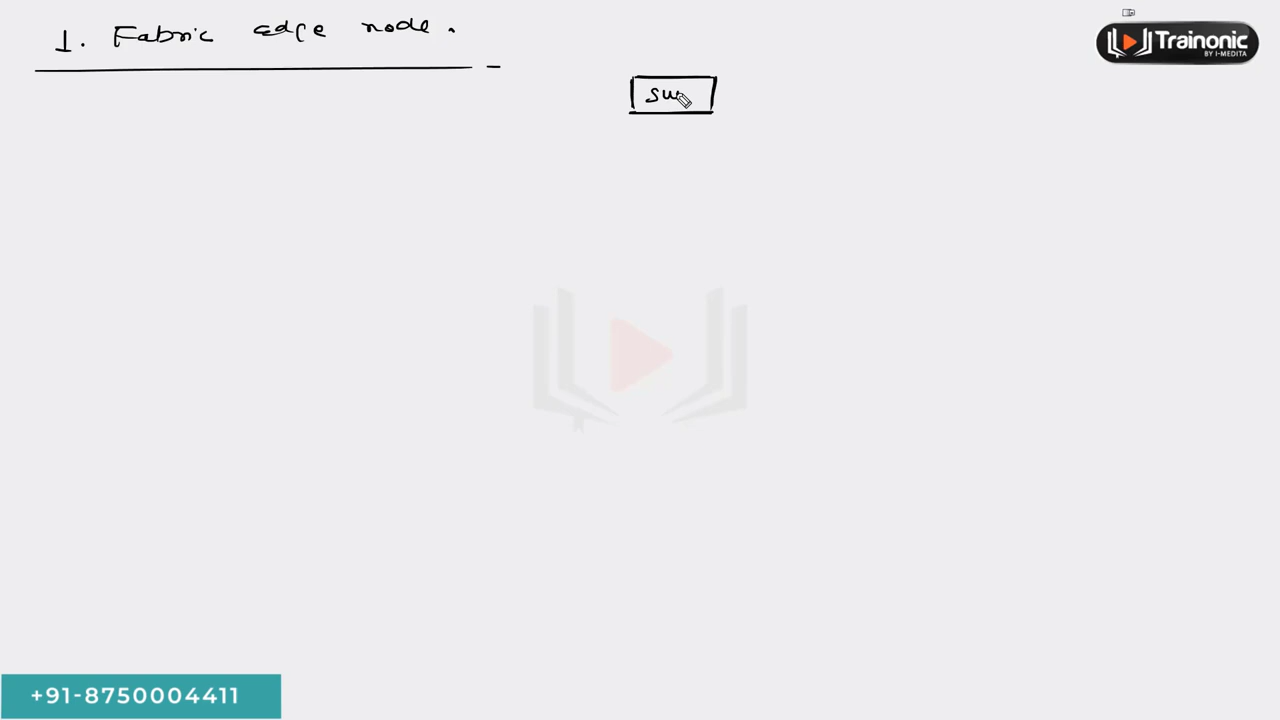 1. Fabric edge node.
Trainonic
BY I-MEDITA
SW
+91-8750004411